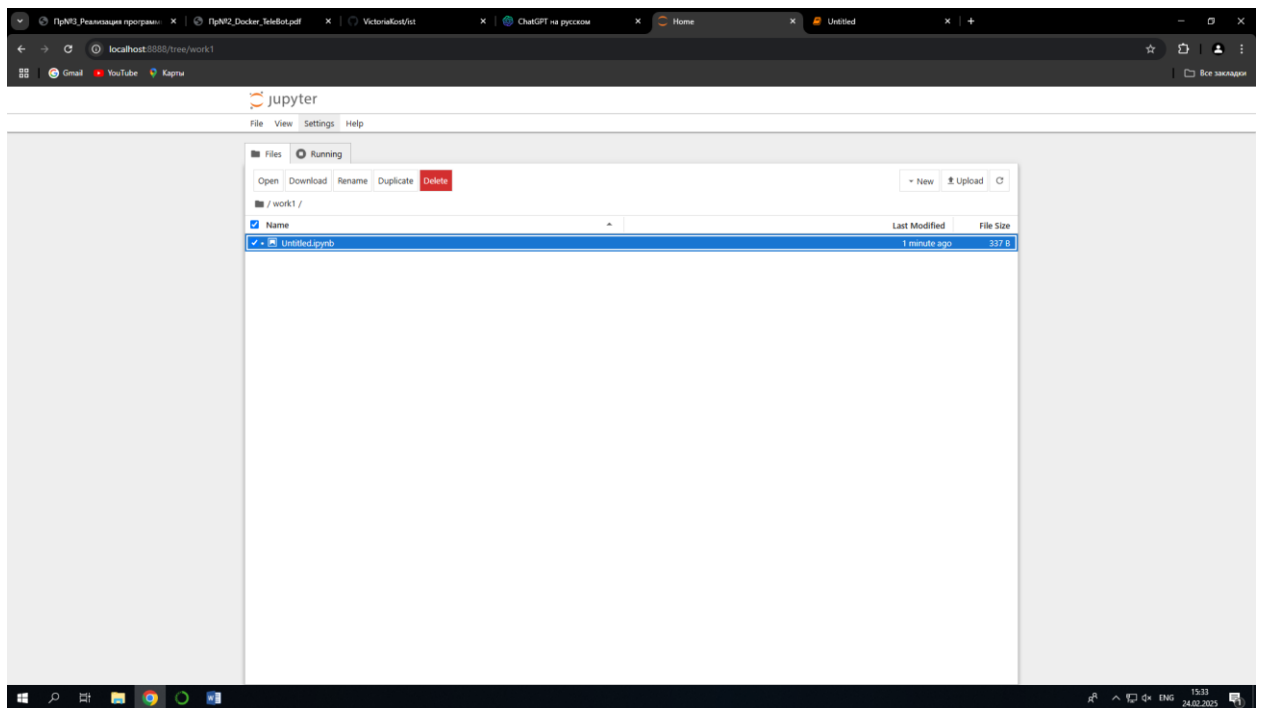 Пр№3_Реализация программ Пр№2_Docker_TeleBot.pdf VictoriaKost/ist ChatGPT на русском Home Untitled
localhost:8888/tree/work1
Gmail YouTube Карты Все закладки
jupyter
File View Settings Help
Files Running
Open Download Rename Duplicate Delete New Upload
/ work1 /
Name Last Modified File Size
Untitled.ipynb 1 minute ago 337 B
ENG 15:33
24.02.2025